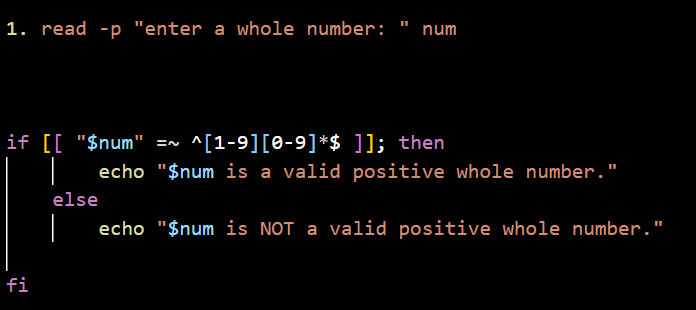 1. read -p "enter a whole number: " num
if [[ "$num" =~ ^[1-9][0-9]*$ ]]; then
echo "$num is a valid positive whole number."
else
echo "$num is NOT a valid positive whole number."
fi